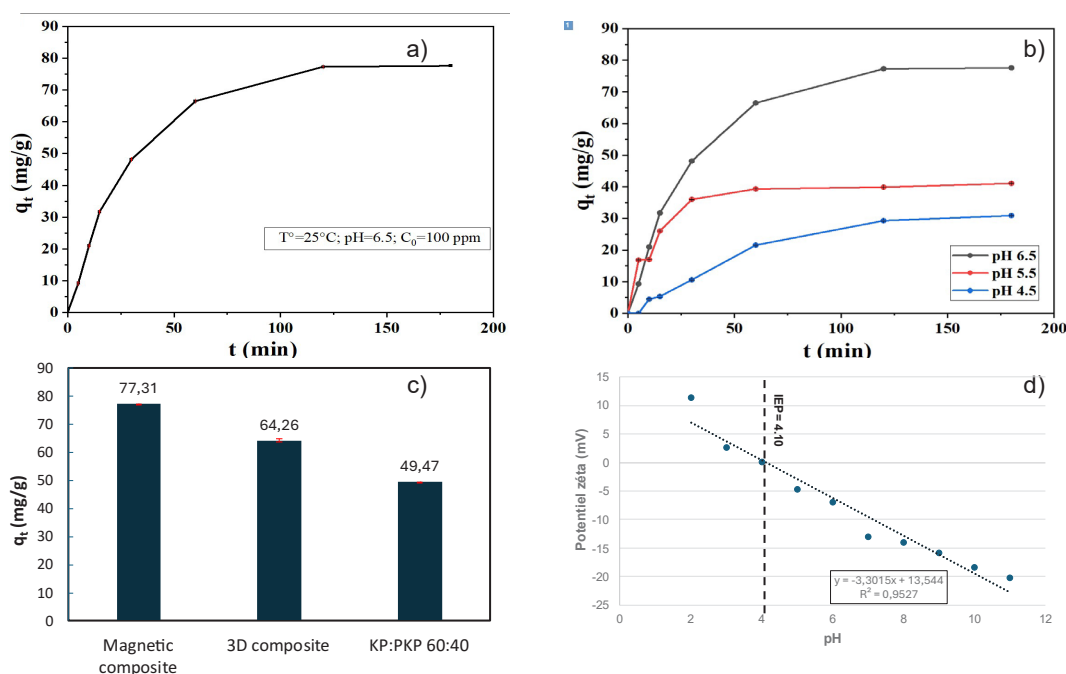 a)
90
80
70
60
50
40
30
20
10
0
qt (mg/g)
T°=25°C; pH=6.5; C0=100 ppm
0 50 100 150 200
t (min)
1
b)
90
80
70
60
50
40
30
20
10
0
qt (mg/g)
pH 6.5
pH 5.5
pH 4.5
0 50 100 150 200
t (min)
c)
90
80
70
60
50
40
30
20
10
0
qt (mg/g)
77,31
64,26
49,47
Magnetic
composite
3D composite
KP:PKP 60:40
d)
15
10
5
0
-5
-10
-15
-20
-25
Potentiel zéta (mV)
IEP= 4.10
y = -3,3015x + 13,544
R² = 0,9527
0 2 4 6 8 10 12
pH